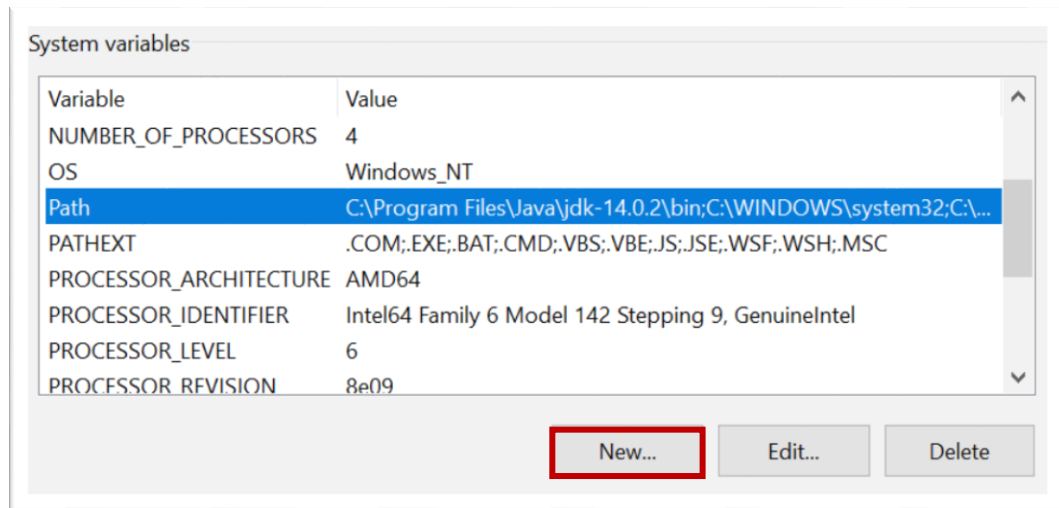 System variables
Variable Value
NUMBER_OF_PROCESSORS 4
OS Windows_NT
Path C:\Program Files\Java\jdk-14.0.2\bin;C:\WINDOWS\system32;C:\...
PATHEXT .COM;.EXE;.BAT;.CMD;.VBS;.VBE;.JS;.JSE;.WSF;.WSH;.MSC
PROCESSOR_ARCHITECTURE AMD64
PROCESSOR_IDENTIFIER Intel64 Family 6 Model 142 Stepping 9, GenuineIntel
PROCESSOR_LEVEL 6
PROCESSOR_REVISION 8e09
New... Edit... Delete